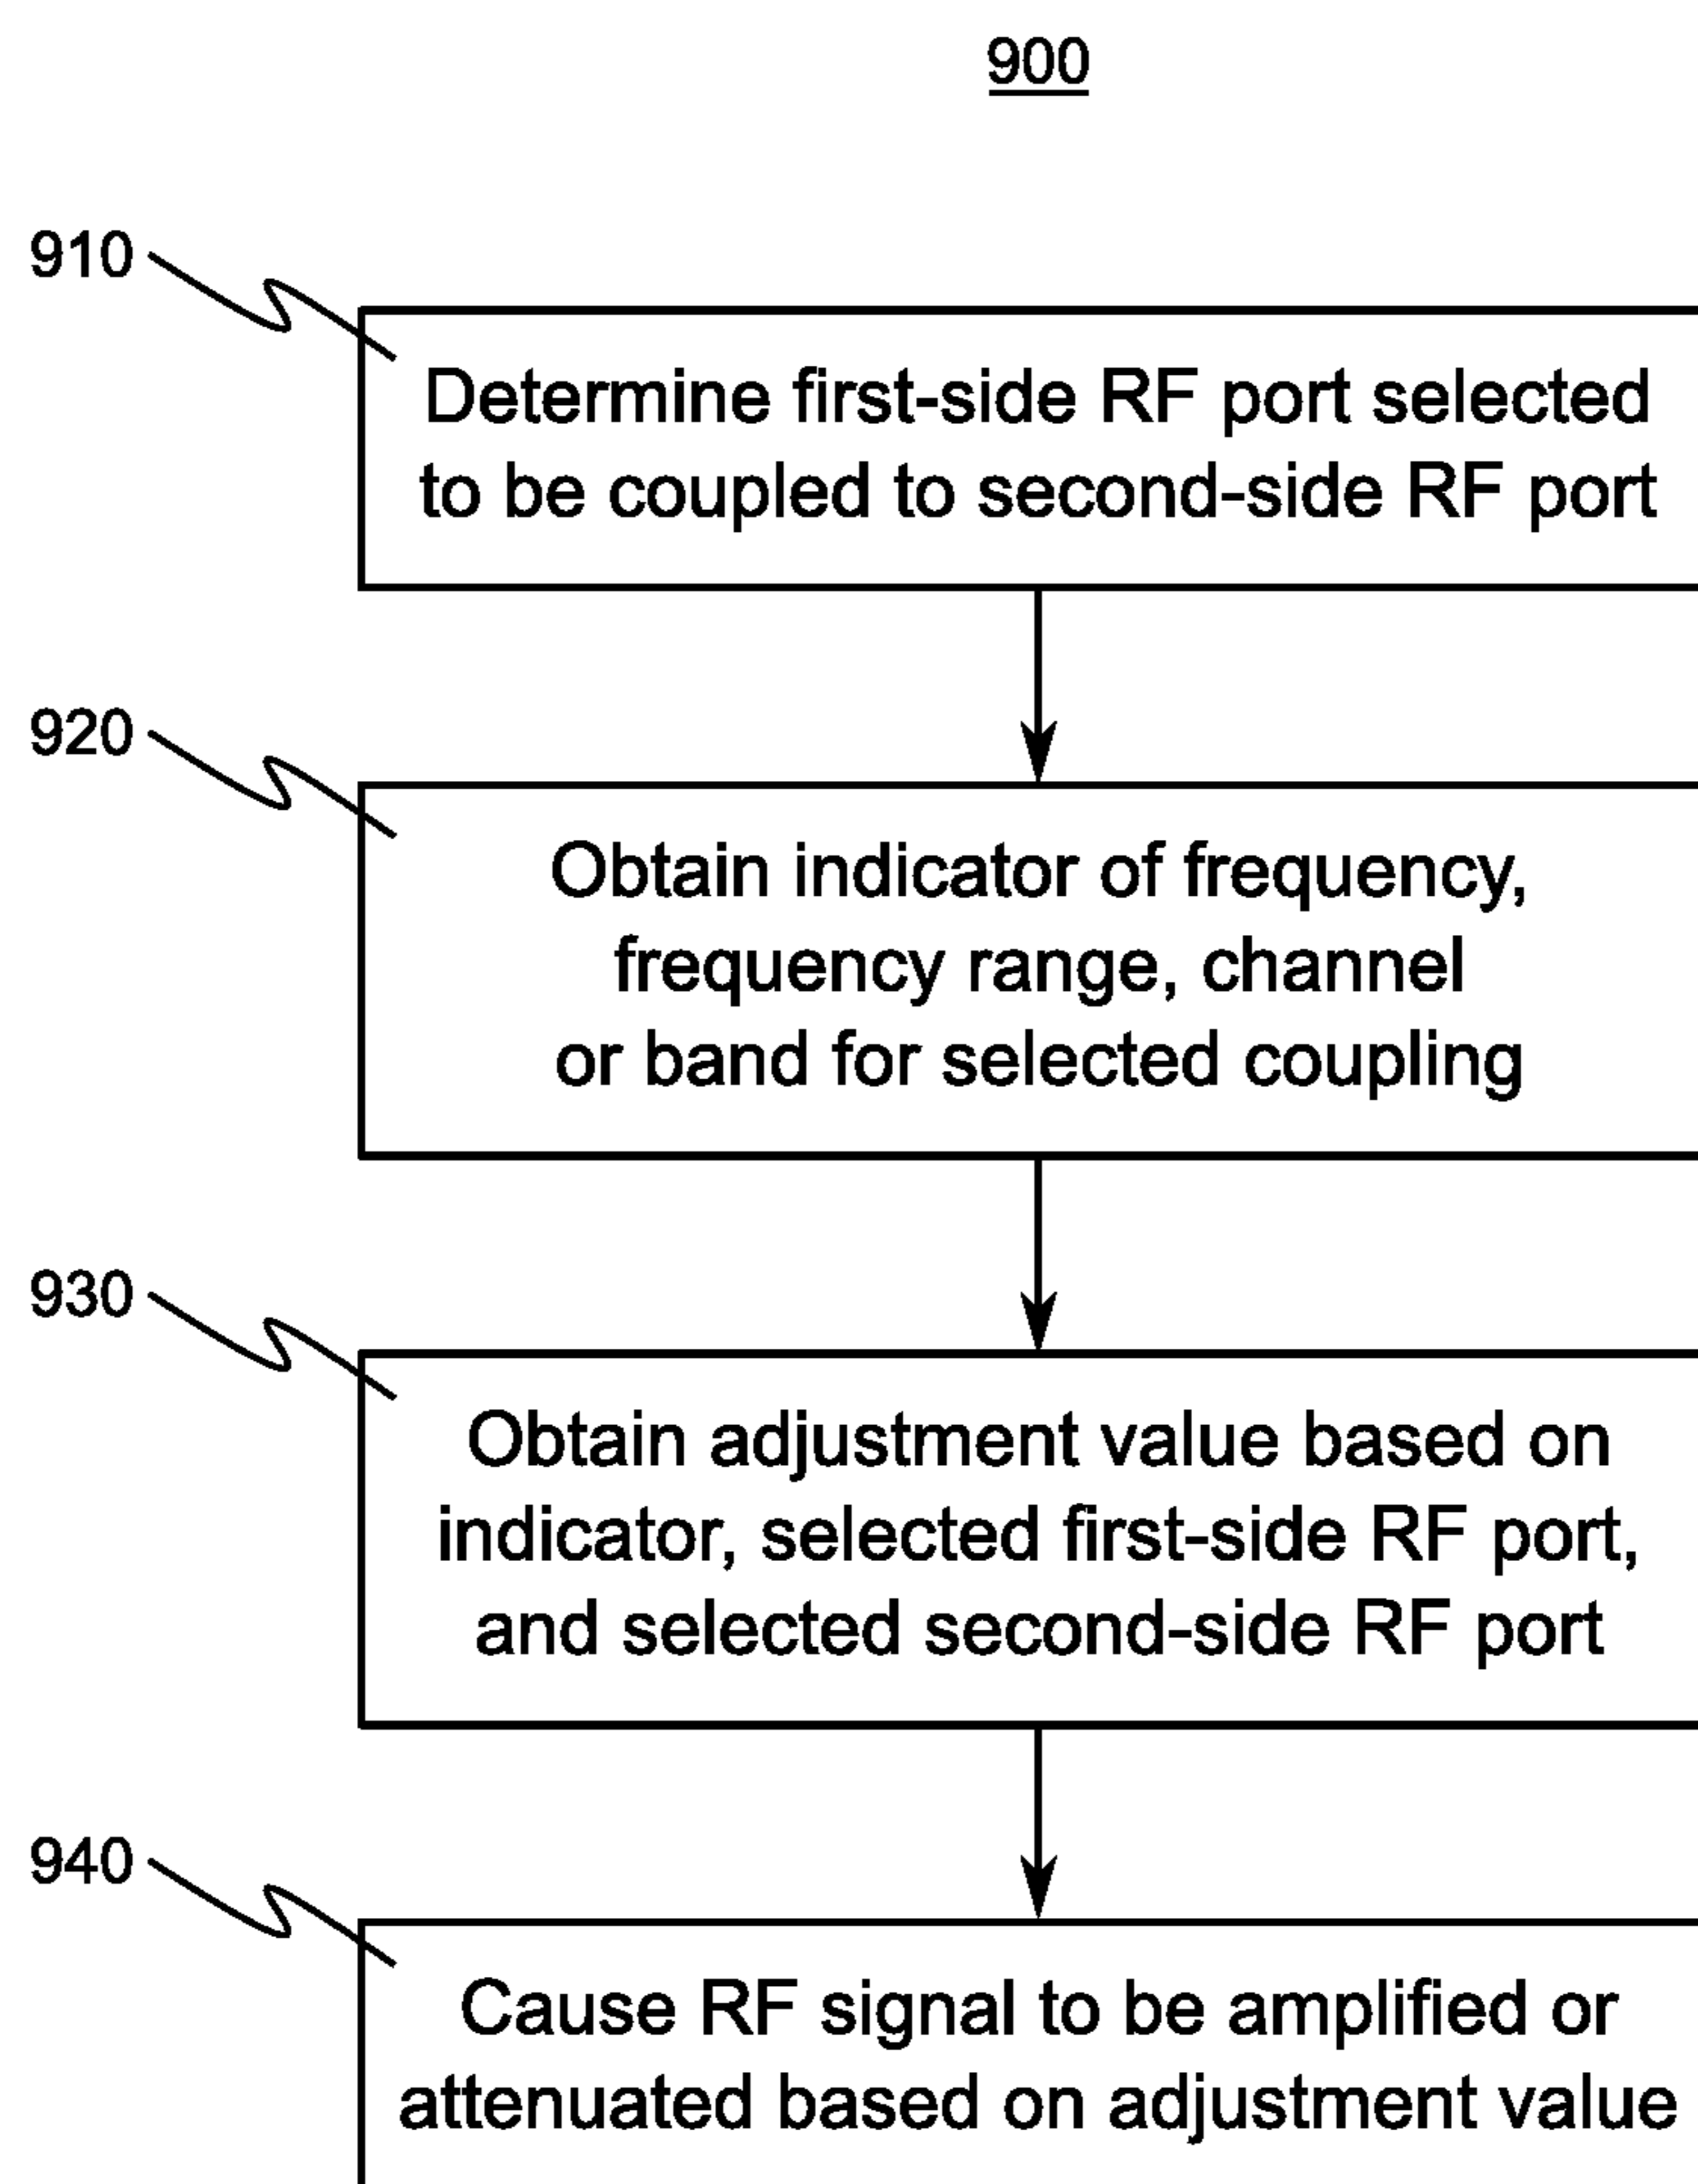 900
910
Determine first-side RF port selected
to be coupled to second-side RF port
920
Obtain indicator of frequency,
frequency range, channel
or band for selected coupling
930
Obtain adjustment value based on
indicator, selected first-side RF port,
and selected second-side RF port
940
Cause RF signal to be amplified or
attenuated based on adjustment value